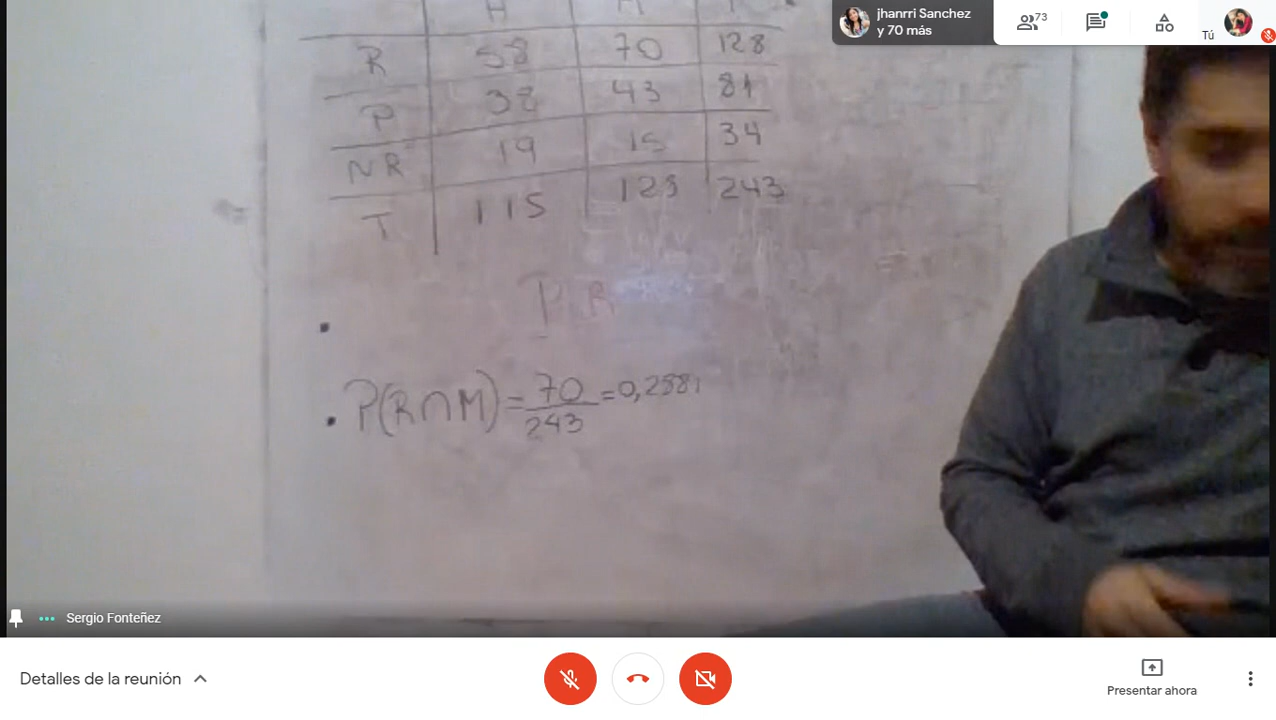 jhanrri Sanchez
y 70 más
73
Tú
H M
R 58 70 128
P 38 43 81
NR 19 15 34
T 115 128 243
P R
• P(R∩M) = 70/243 = 0,2881
Sergio Fonteñez
Detalles de la reunión
Presentar ahora